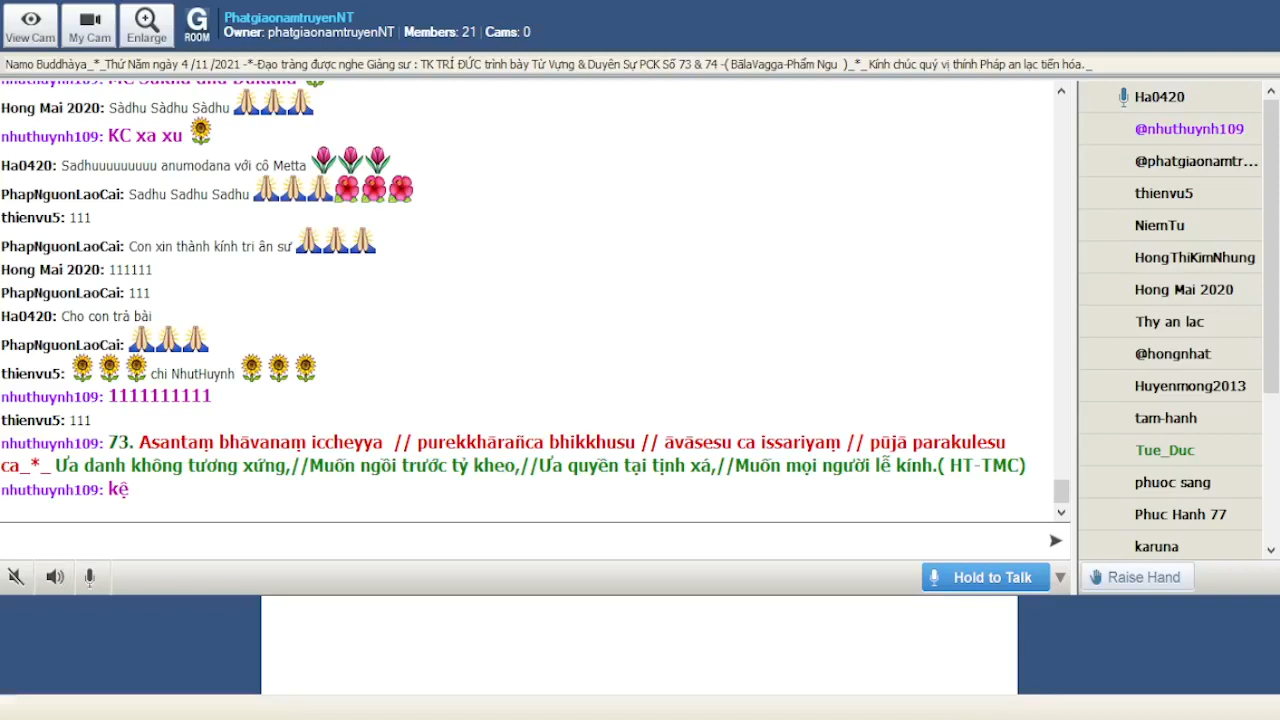 View Cam
My Cam
Enlarge
G
ROOM
PhatgiaonamtruyenNT
Owner: phatgiaonamtruyenNT | Members: 21 | Cams: 0
Namo Buddhàya_*_Thứ Năm ngày 4 /11 /2021 -*-Đạo tràng được nghe Giảng sư : TK TRÍ ĐỨC trình bày Từ Vựng & Duyên Sự PCK Số 73 & 74 -( BālaVagga-Phẩm Ngu )_*_ Kính chúc quý vị thính Pháp an lạc tiến hóa._
nhuthuynh109: MC Sukha und Dukkha
Hong Mai 2020: Sàdhu Sàdhu Sàdhu
nhuthuynh109: KC xa xu
Ha0420: Sadhuuuuuuuuu anumodana với cô Metta
PhapNguonLaoCai: Sadhu Sadhu Sadhu
thienvu5: 111
PhapNguonLaoCai: Con xin thành kính tri ân sư
Hong Mai 2020: 111111
PhapNguonLaoCai: 111
Ha0420: Cho con trả bài
PhapNguonLaoCai:
thienvu5: chi NhutHuynh
nhuthuynh109: 1111111111
thienvu5: 111
nhuthuynh109: 73. Asantaṃ bhāvanaṃ iccheyya // purekkhārañca bhikkhusu // āvāsesu ca issariyaṃ // pūjā parakulesu
ca_*_ Ưa danh không tương xứng,//Muốn ngồi trước tỷ kheo,//Ưa quyền tại tịnh xá,//Muốn mọi người lễ kính.( HT-TMC)
nhuthuynh109: kệ
Hold to Talk
Ha0420
@nhuthuynh109
@phatgiaonamtr...
thienvu5
NiemTu
HongThiKimNhung
Hong Mai 2020
Thy an lac
@hongnhat
Huyenmong2013
tam-hanh
Tue_Duc
phuoc sang
Phuc Hanh 77
karuna
Raise Hand